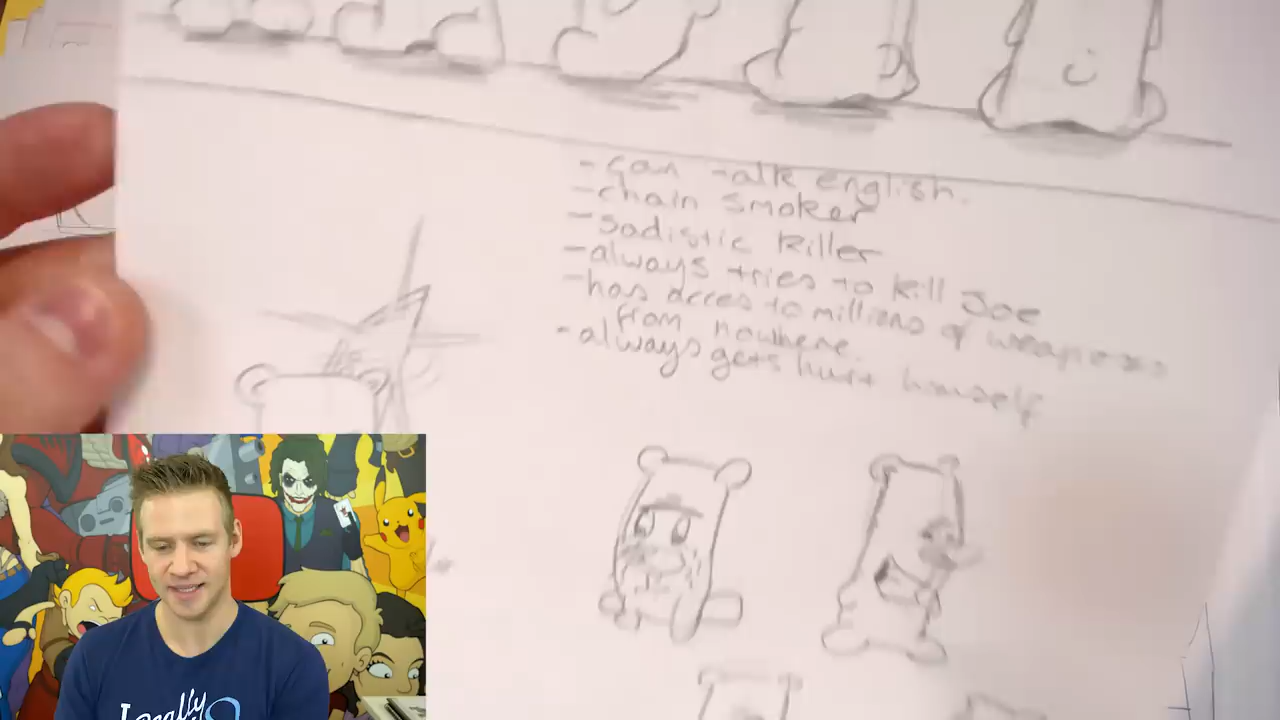 - can talk english.
- chain smoker
- sadistic killer
- always tries to kill Joe
- has acces to millions of weapons
from nowhere.
- always gets hurt himself
Locally